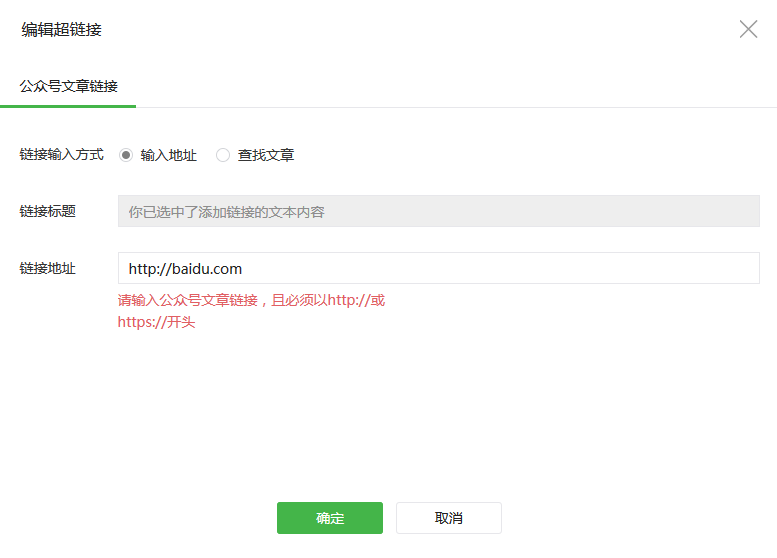 编辑超链接
公众号文章链接
链接输入方式 输入地址 查找文章
链接标题 你已选中了添加链接的文本内容
链接地址 http://baidu.com
请输入公众号文章链接，且必须以http://或
https://开头
确定 取消